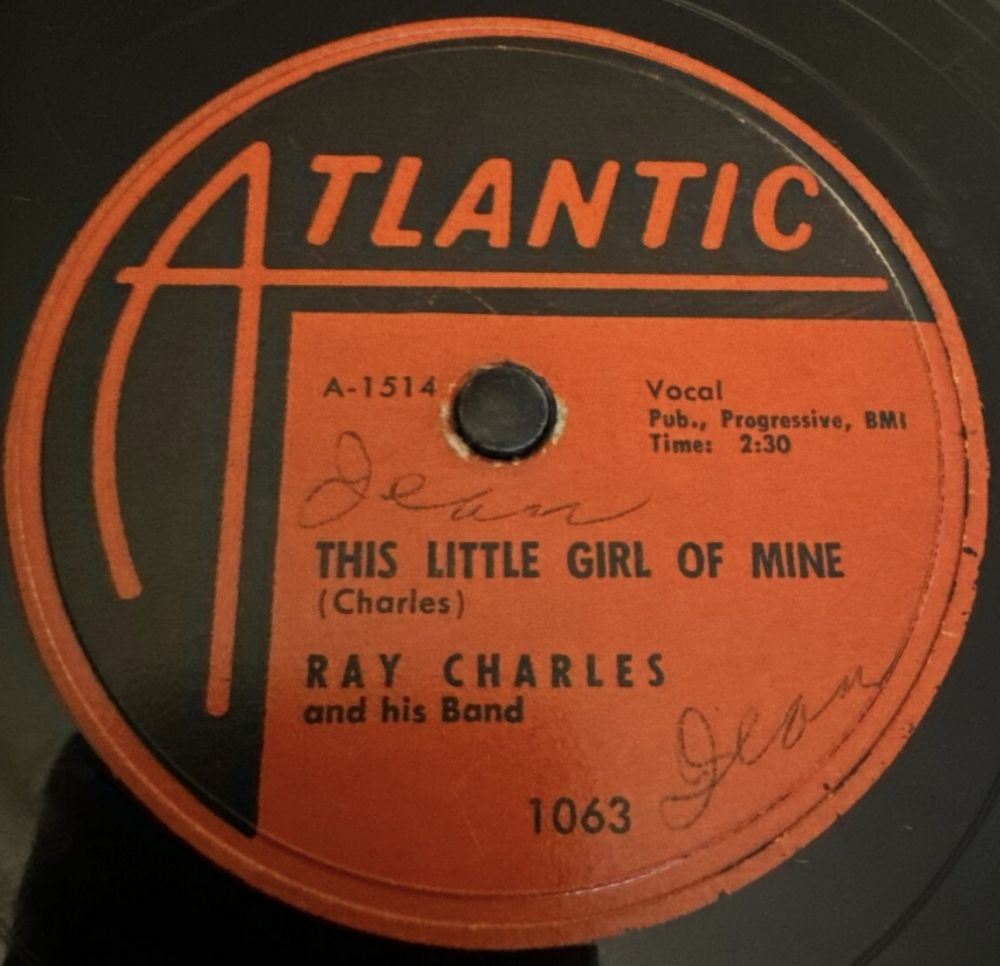 ATLANTIC
A-1514
Vocal
Pub., Progressive, BMI
Time: 2:30
Jean
THIS LITTLE GIRL OF MINE
(Charles)
RAY CHARLES
and his Band
Jean
1063